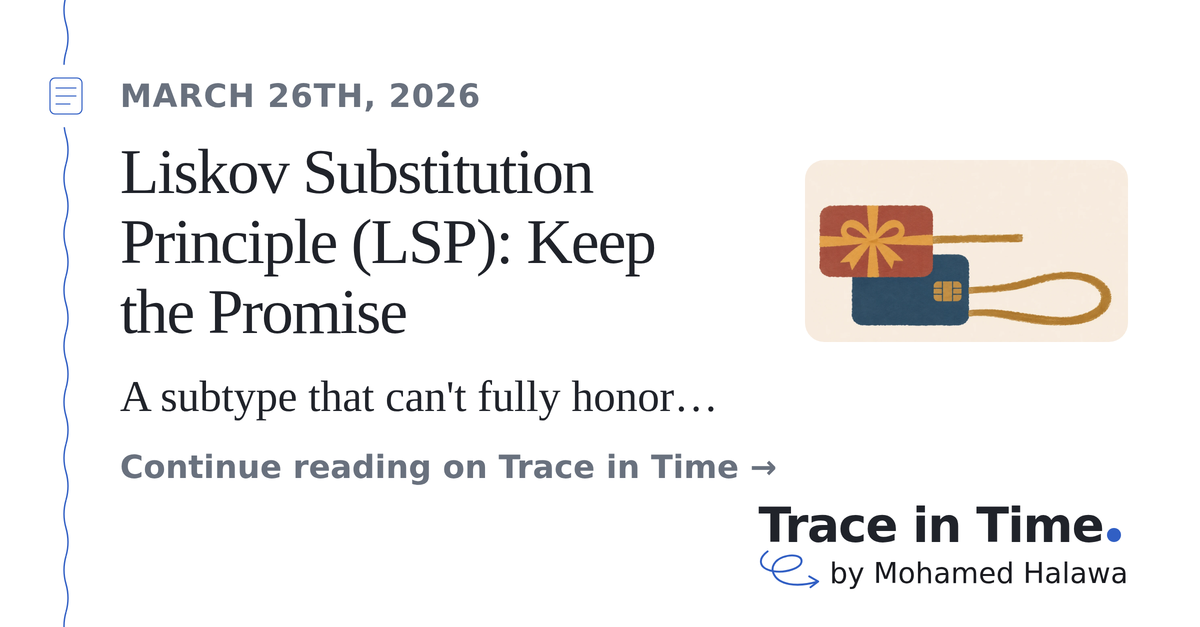 MARCH 26TH, 2026
Liskov Substitution
Principle (LSP): Keep
the Promise
A subtype that can't fully honor…
Continue reading on Trace in Time →
Trace in Time.
by Mohamed Halawa